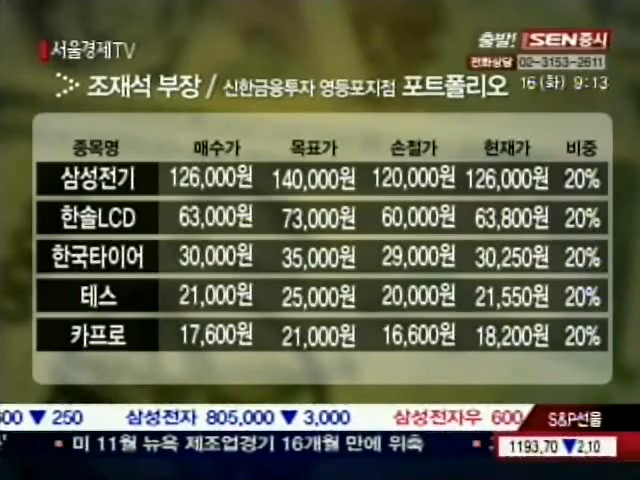 서울경제TV
출발! SEN증시
전화상담 02-3153-2611
조재석 부장 / 신한금융투자 영등포지점 포트폴리오
16(화) 9:13
종목명 매수가 목표가 손절가 현재가 비중
삼성전기 126,000원 140,000원 120,000원 126,000원 20%
한솔LCD 63,000원 73,000원 60,000원 63,800원 20%
한국타이어 30,000원 35,000원 29,000원 30,250원 20%
테스 21,000원 25,000원 20,000원 21,550원 20%
카프로 17,600원 21,000원 16,600원 18,200원 20%
00 ▼ 250 삼성전자 805,000 ▼ 3,000 삼성전자우 600 S&P선물
▪ 미 11월 뉴욕 제조업경기 16개월 만에 위축 ▪ 1193.70 ▼2.10